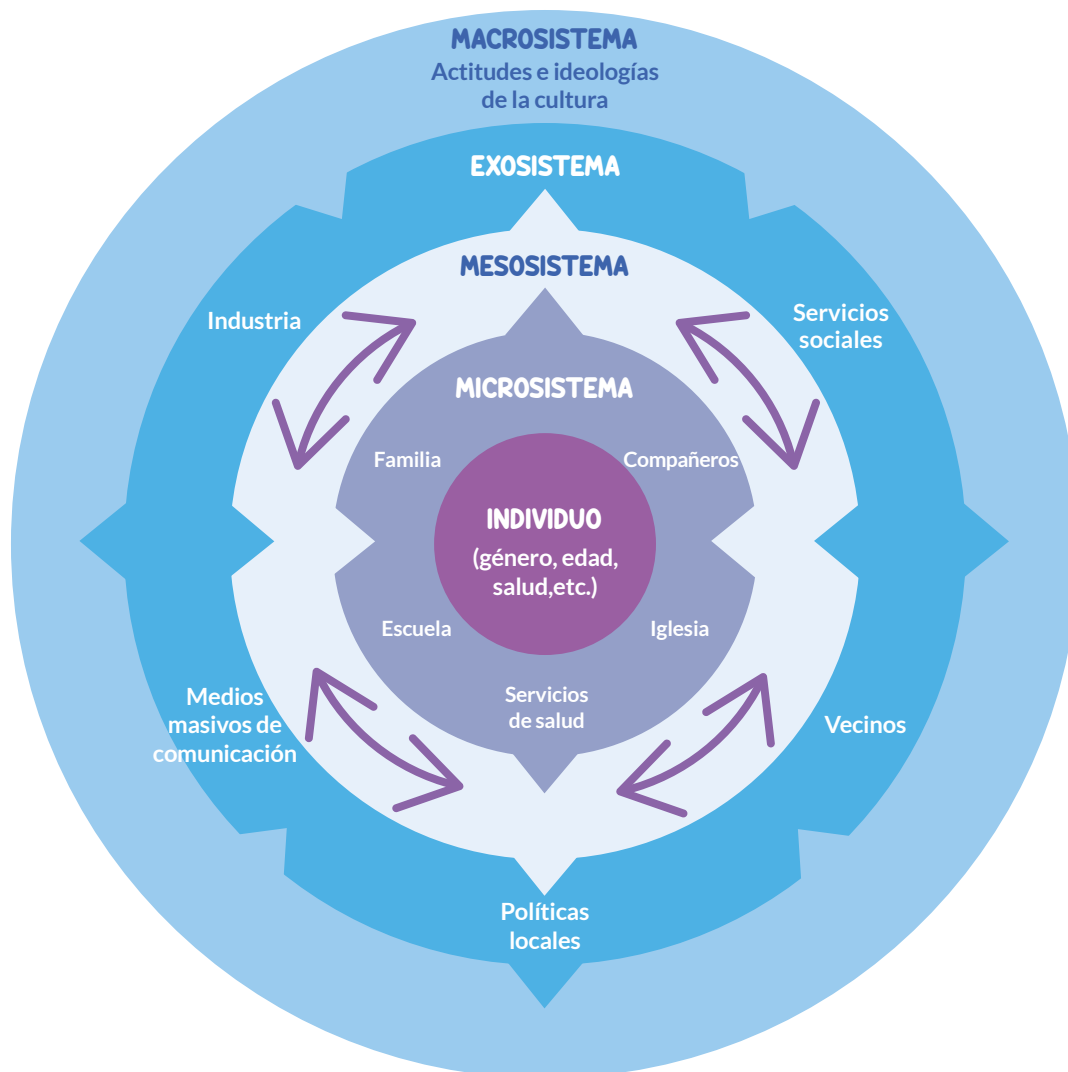 MACROSISTEMA
Actitudes e ideologías
de la cultura
EXOSISTEMA
MESOSISTEMA
Industria
Servicios
sociales
MICROSISTEMA
Familia
Compañeros
INDIVIDUO
(género, edad,
salud,etc.)
Escuela
Iglesia
Servicios
de salud
Medios
masivos de
comunicación
Vecinos
Políticas
locales